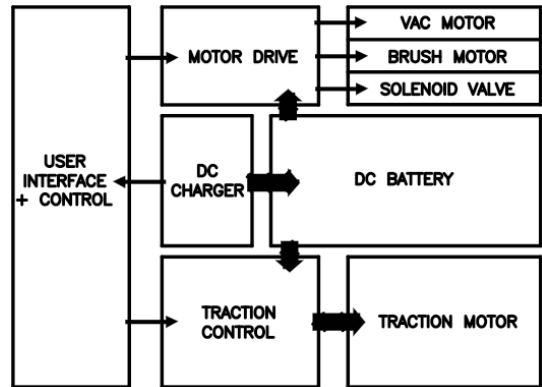 VAC MOTOR
MOTOR DRIVE
BRUSH MOTOR
SOLENOID VALVE
USER
INTERFACE
+ CONTROL
DC
CHARGER
DC BATTERY
TRACTION
CONTROL
TRACTION MOTOR